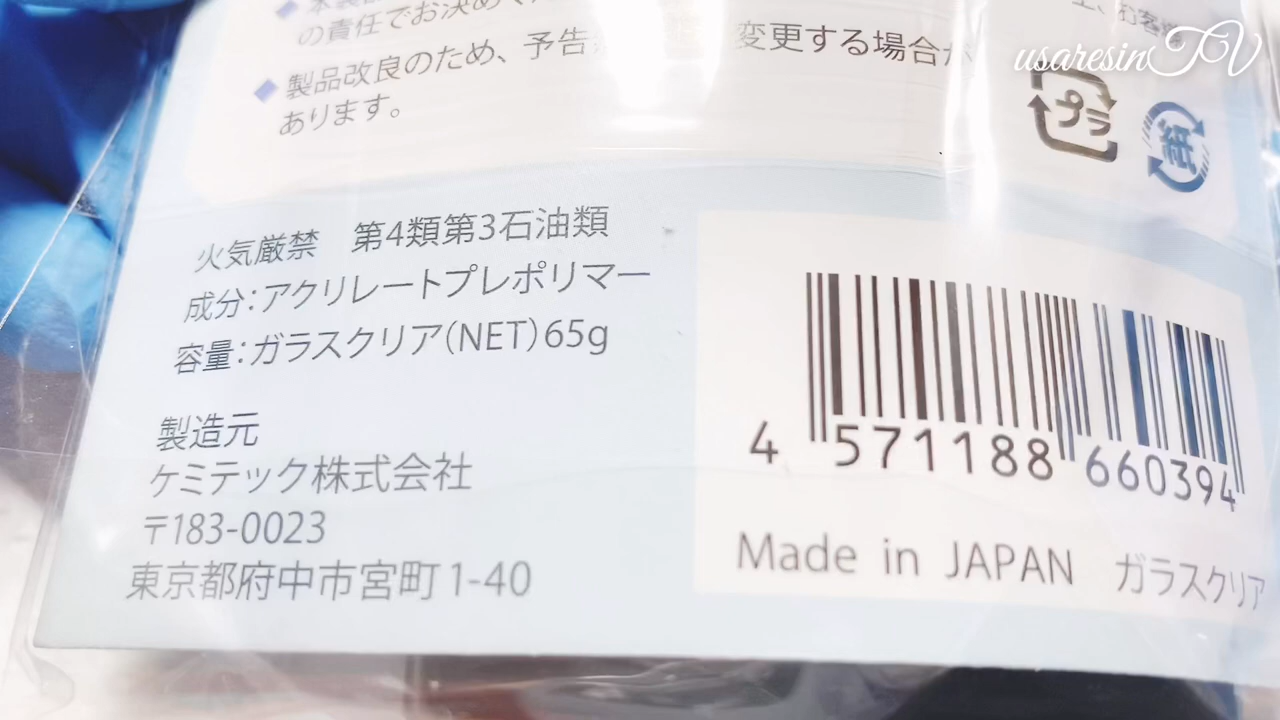 の責任でお決め
usaresinTV
◆ 製品改良のため、予告 変更する場合が
あります。
プラ
紙
火気厳禁　第4類第3石油類
成分：アクリレートプレポリマー
容量：ガラスクリア（NET）65g
製造元
ケミテック株式会社
〒183-0023
東京都府中市宮町1-40
4 571188 660394
Made in JAPAN ガラスクリア